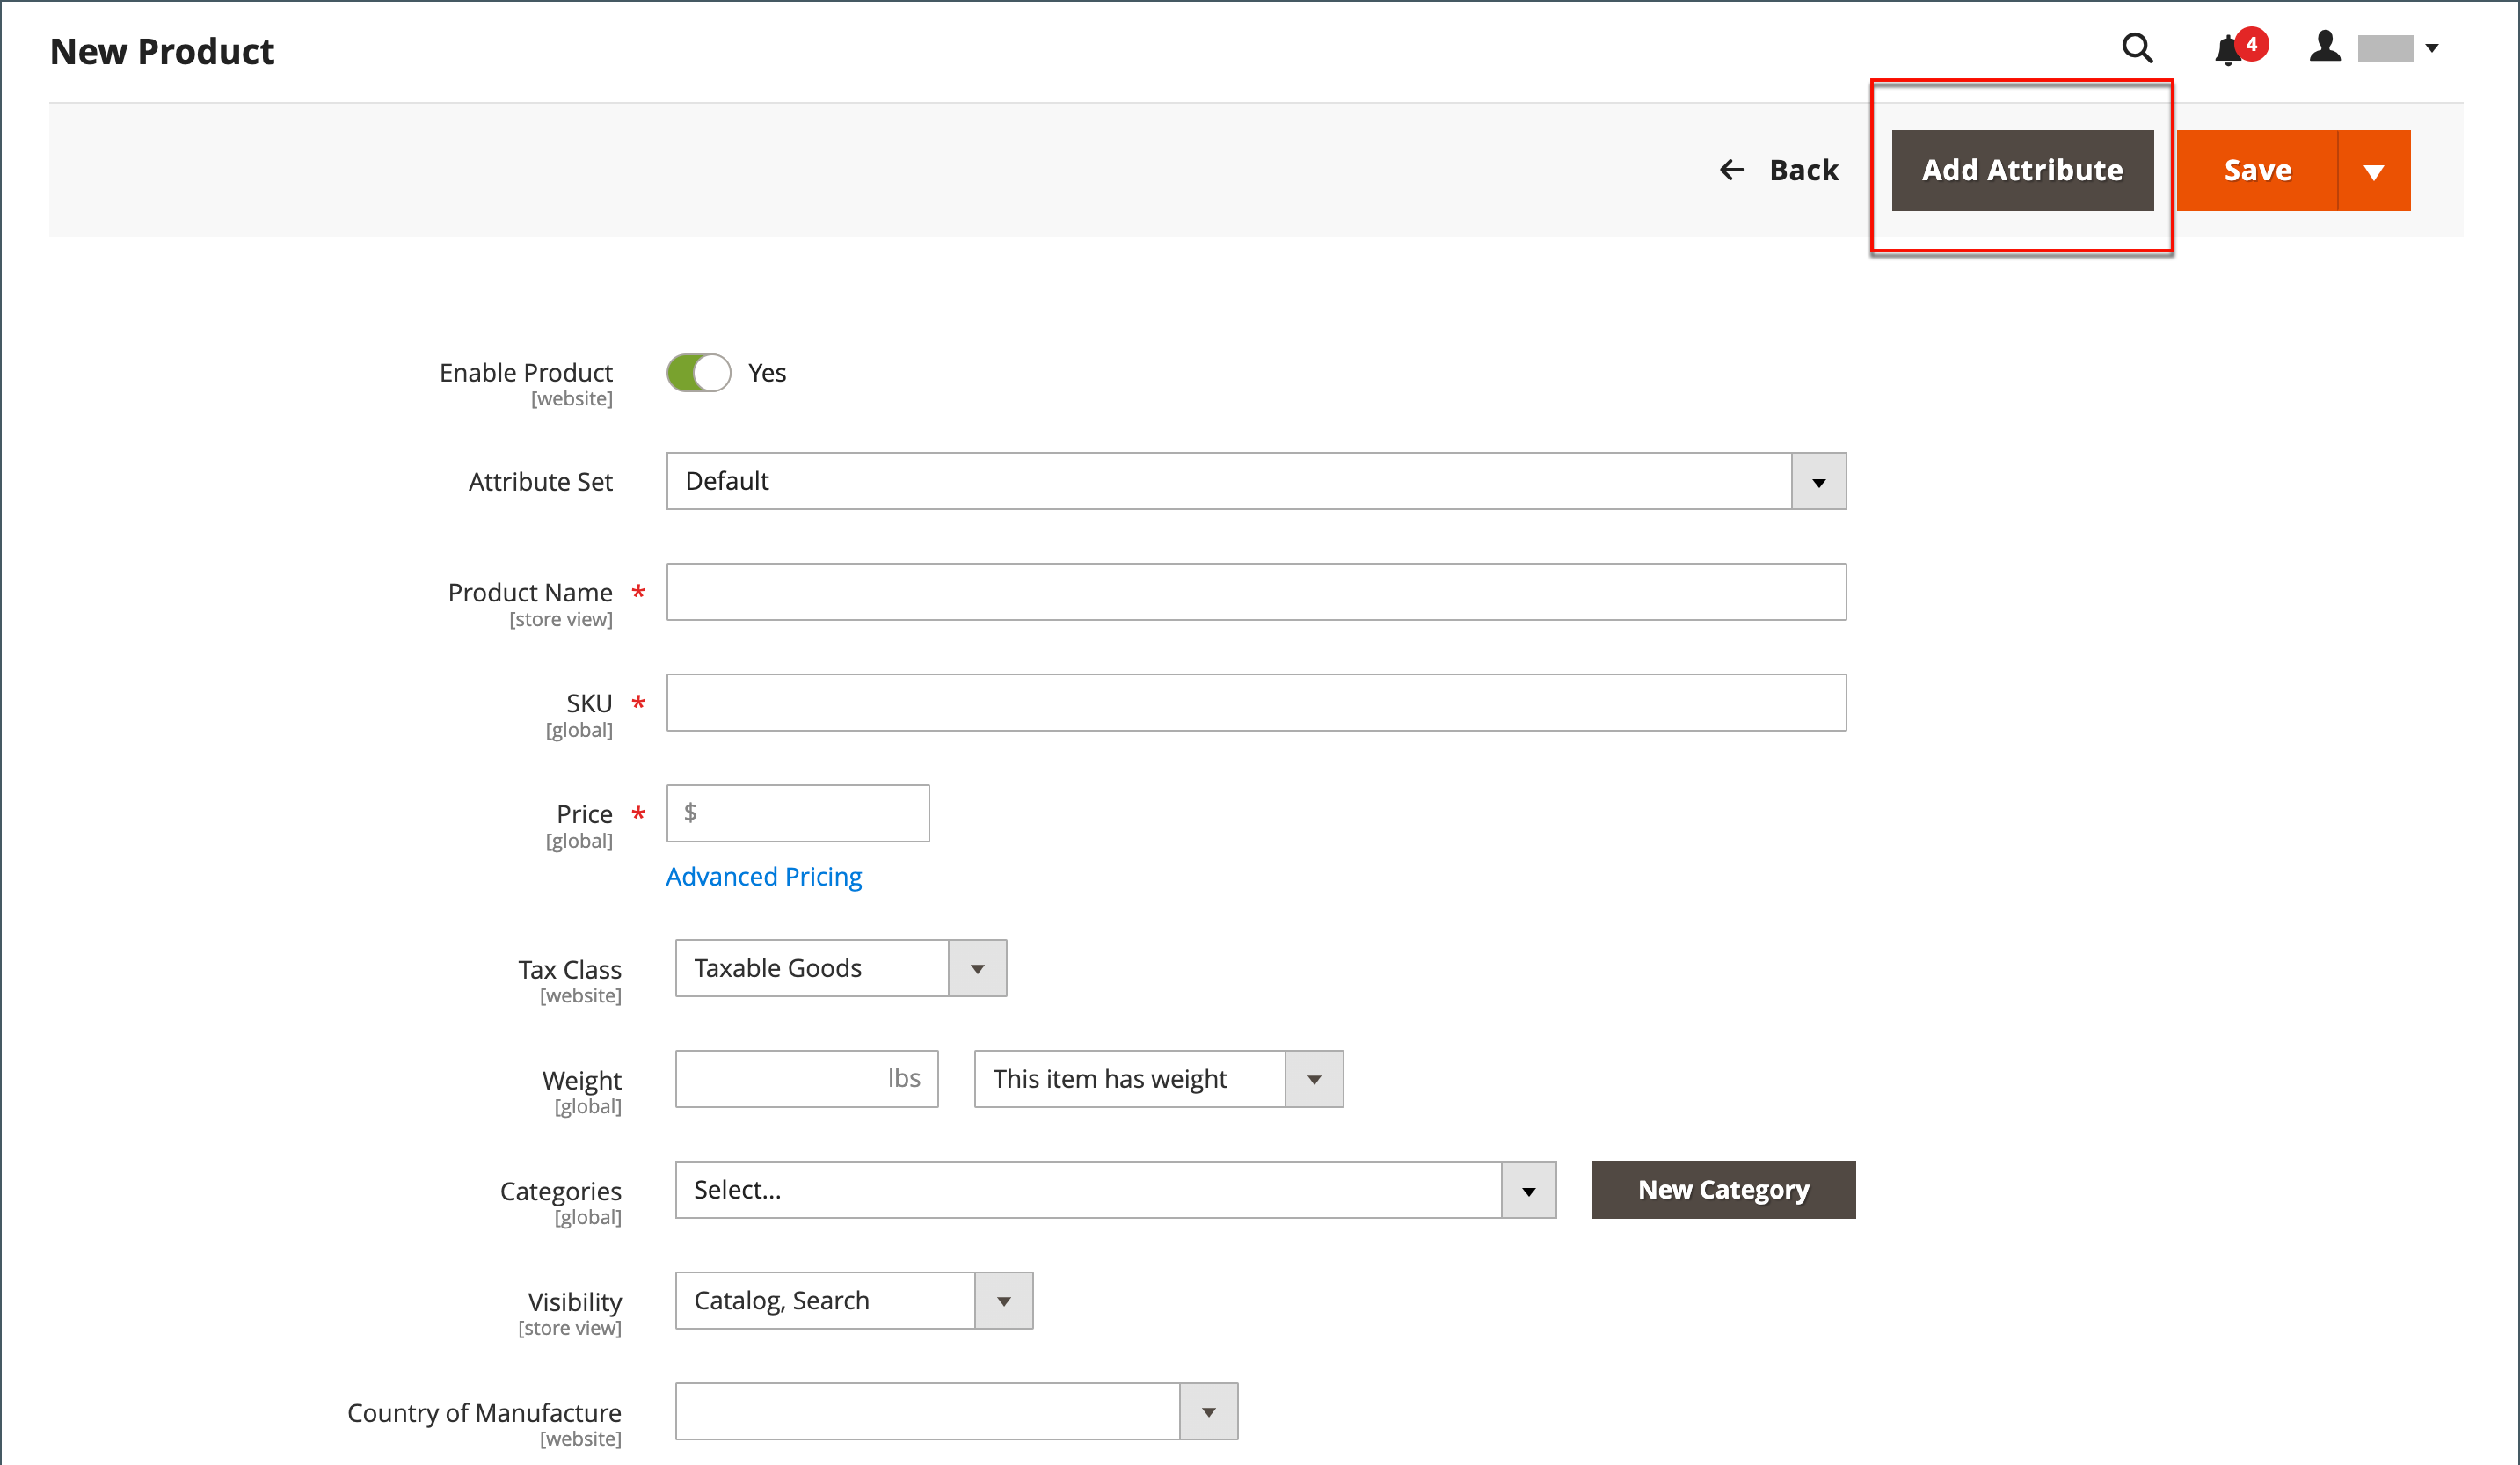 New Product
4
Back
Add Attribute
Save
Enable Product
Yes
[website]
Attribute Set
Default
Product Name *
[store view]
SKU *
[global]
Price *
$
[global]
Advanced Pricing
Tax Class
Taxable Goods
[website]
Weight
lbs
This item has weight
[global]
Categories
Select...
New Category
[global]
Visibility
Catalog, Search
[store view]
Country of Manufacture
[website]